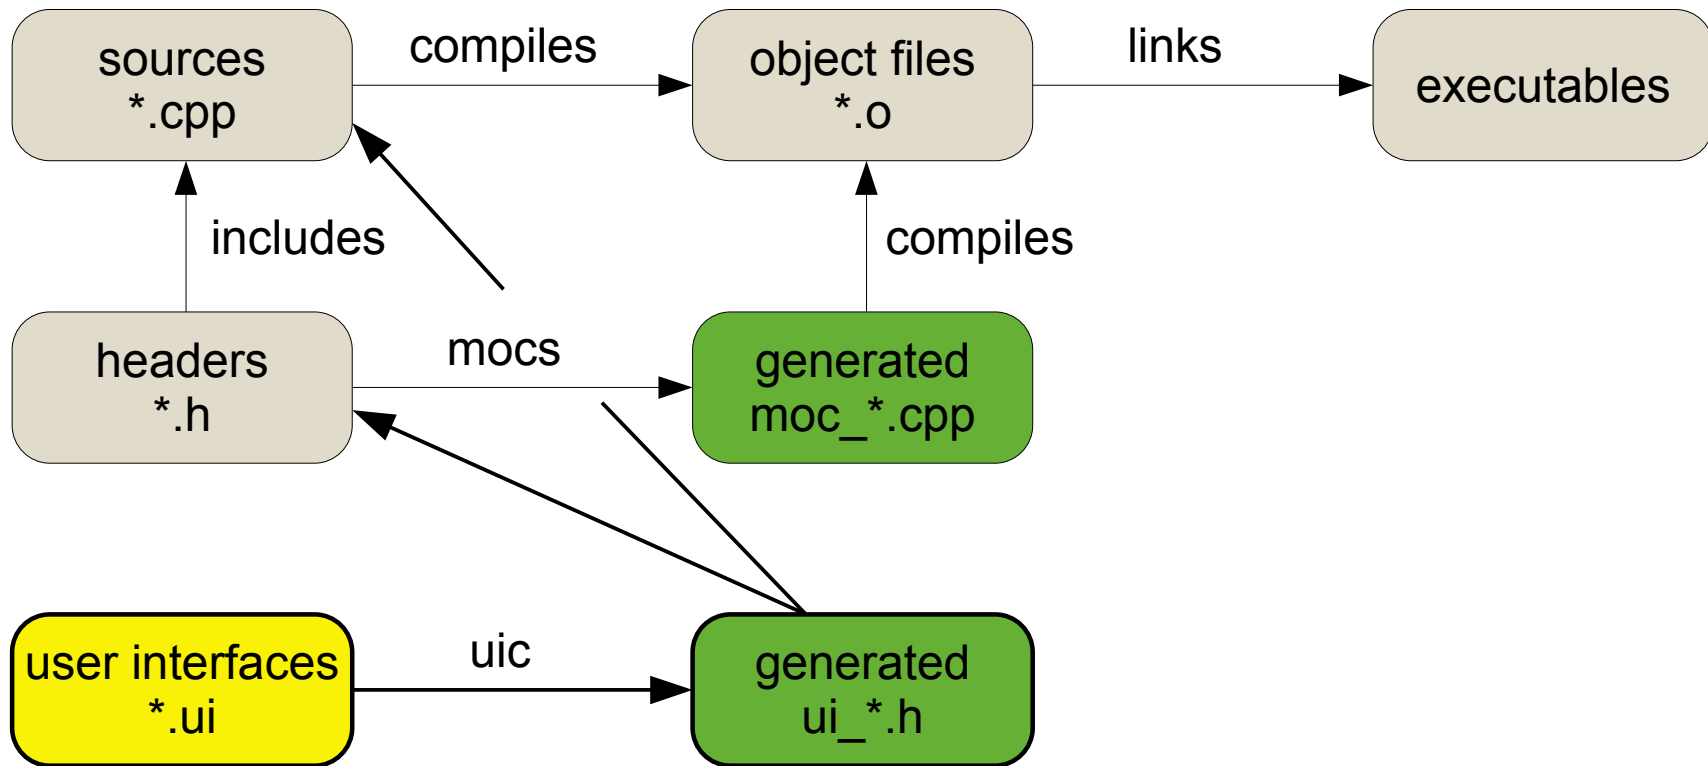 sources
*.cpp
compiles
object files
*.o
links
executables
includes
compiles
headers
*.h
mocs
generated
moc_*.cpp
user interfaces
*.ui
uic
generated
ui_*.h